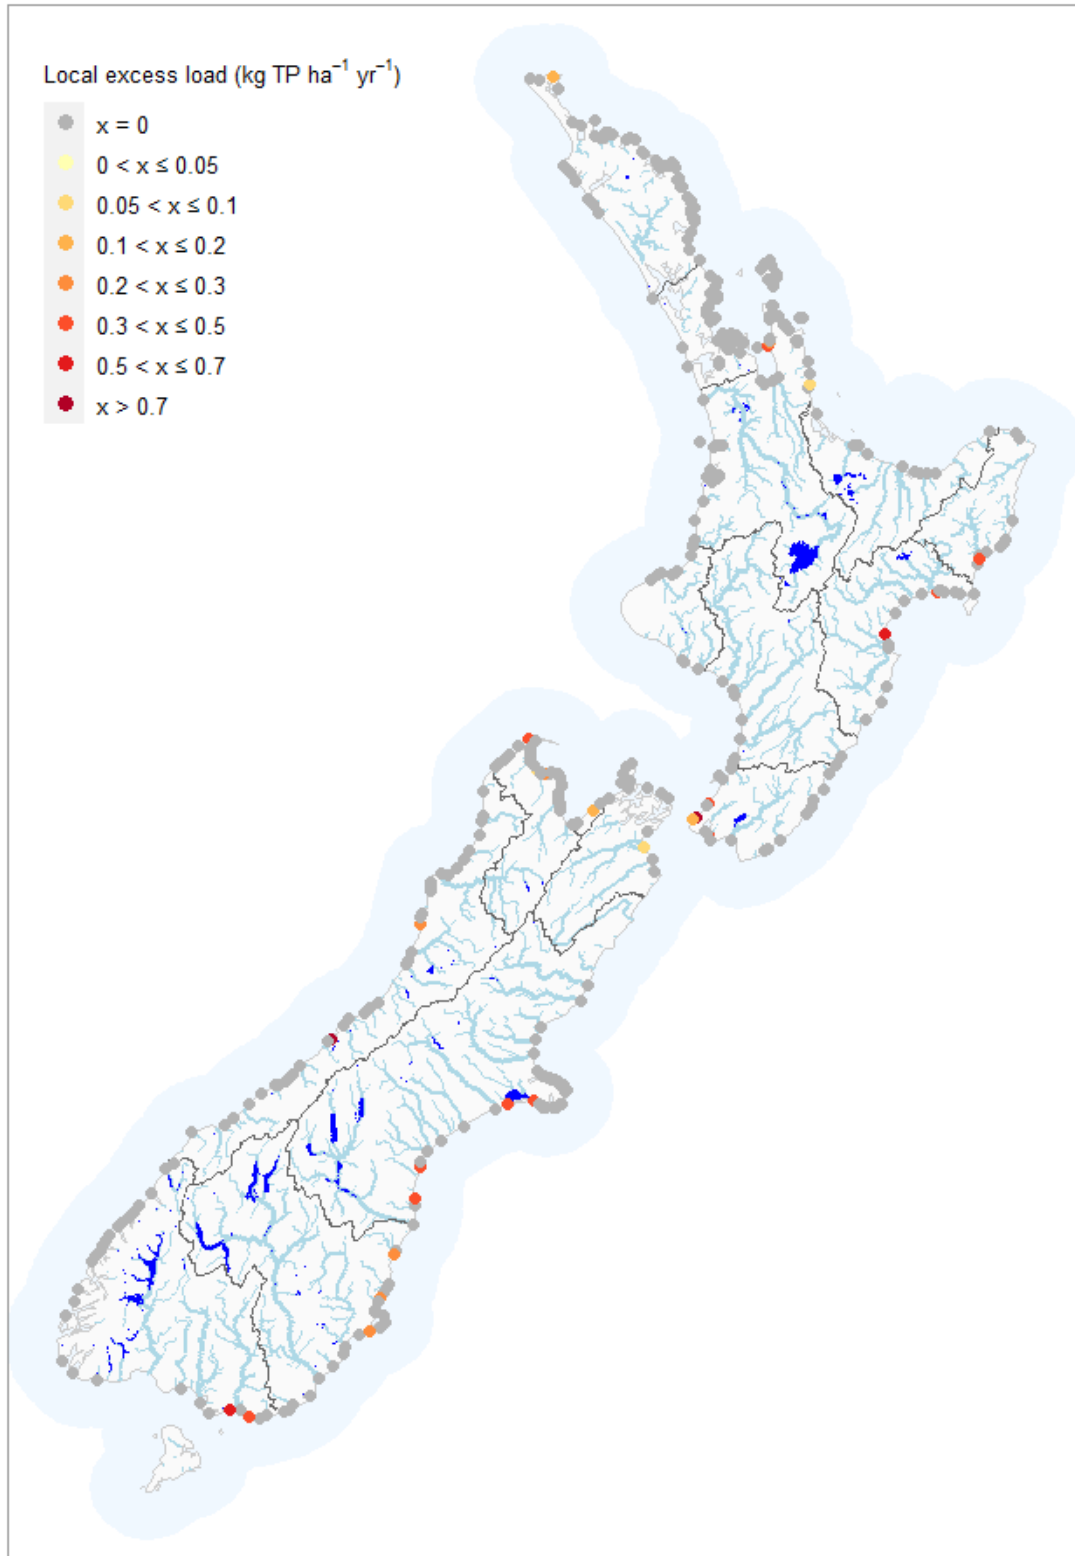 Local excess load (kg TP ha⁻¹ yr⁻¹)
x = 0
0 < x ≤ 0.05
0.05 < x ≤ 0.1
0.1 < x ≤ 0.2
0.2 < x ≤ 0.3
0.3 < x ≤ 0.5
0.5 < x ≤ 0.7
x > 0.7